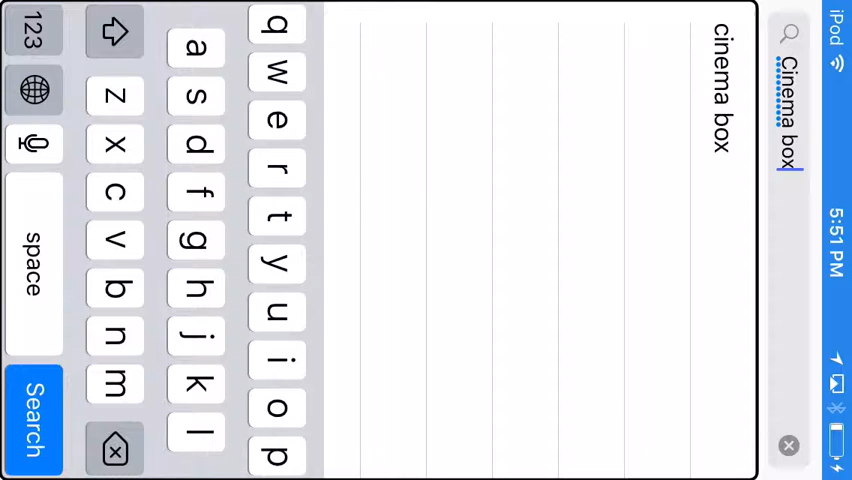 iPod 5:51 PM
Cinema box
cinema box
q w e r t y u i o p
a s d f g h j k l
z x c v b n m
123 space Search